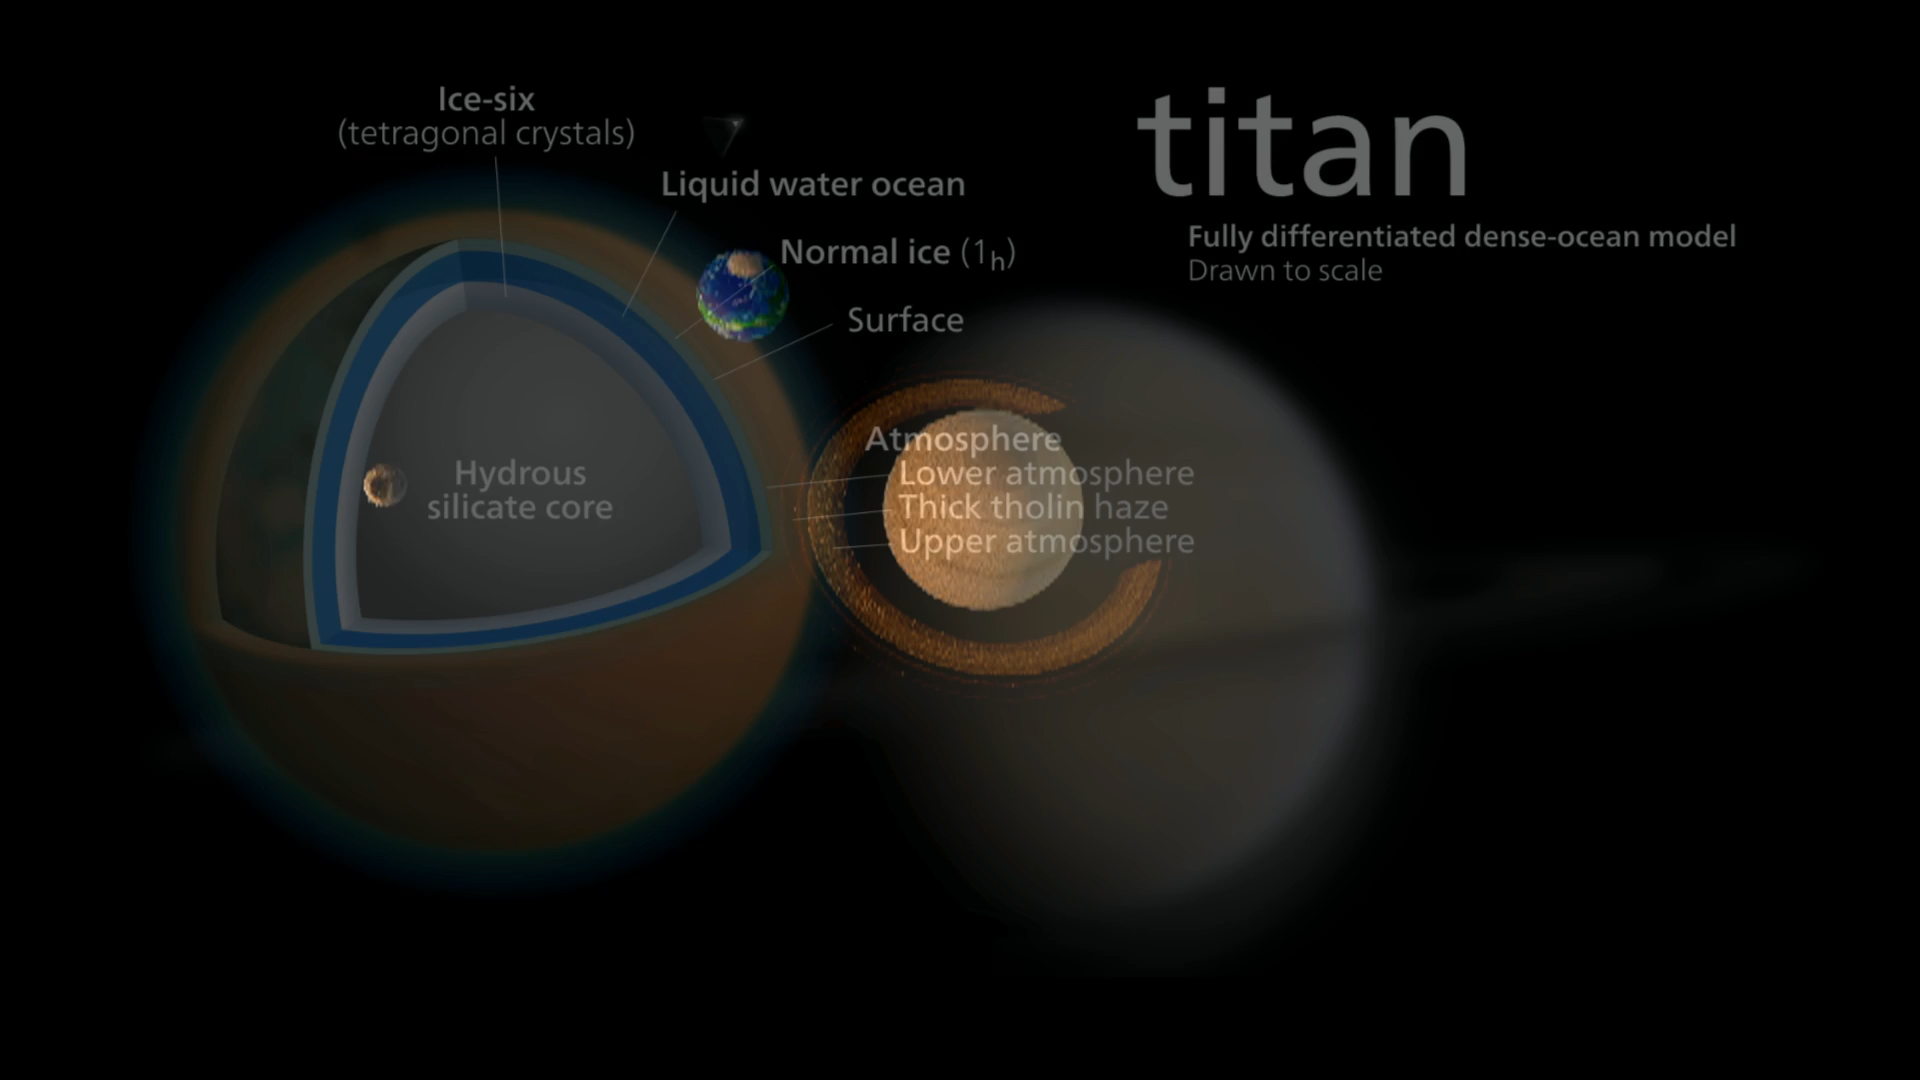 titan
Fully differentiated dense-ocean model
Drawn to scale
Ice-six
(tetragonal crystals)
Liquid water ocean
Normal ice (1h)
Surface
Atmosphere
Lower atmosphere
Thick tholin haze
Upper atmosphere
Hydrous
silicate core